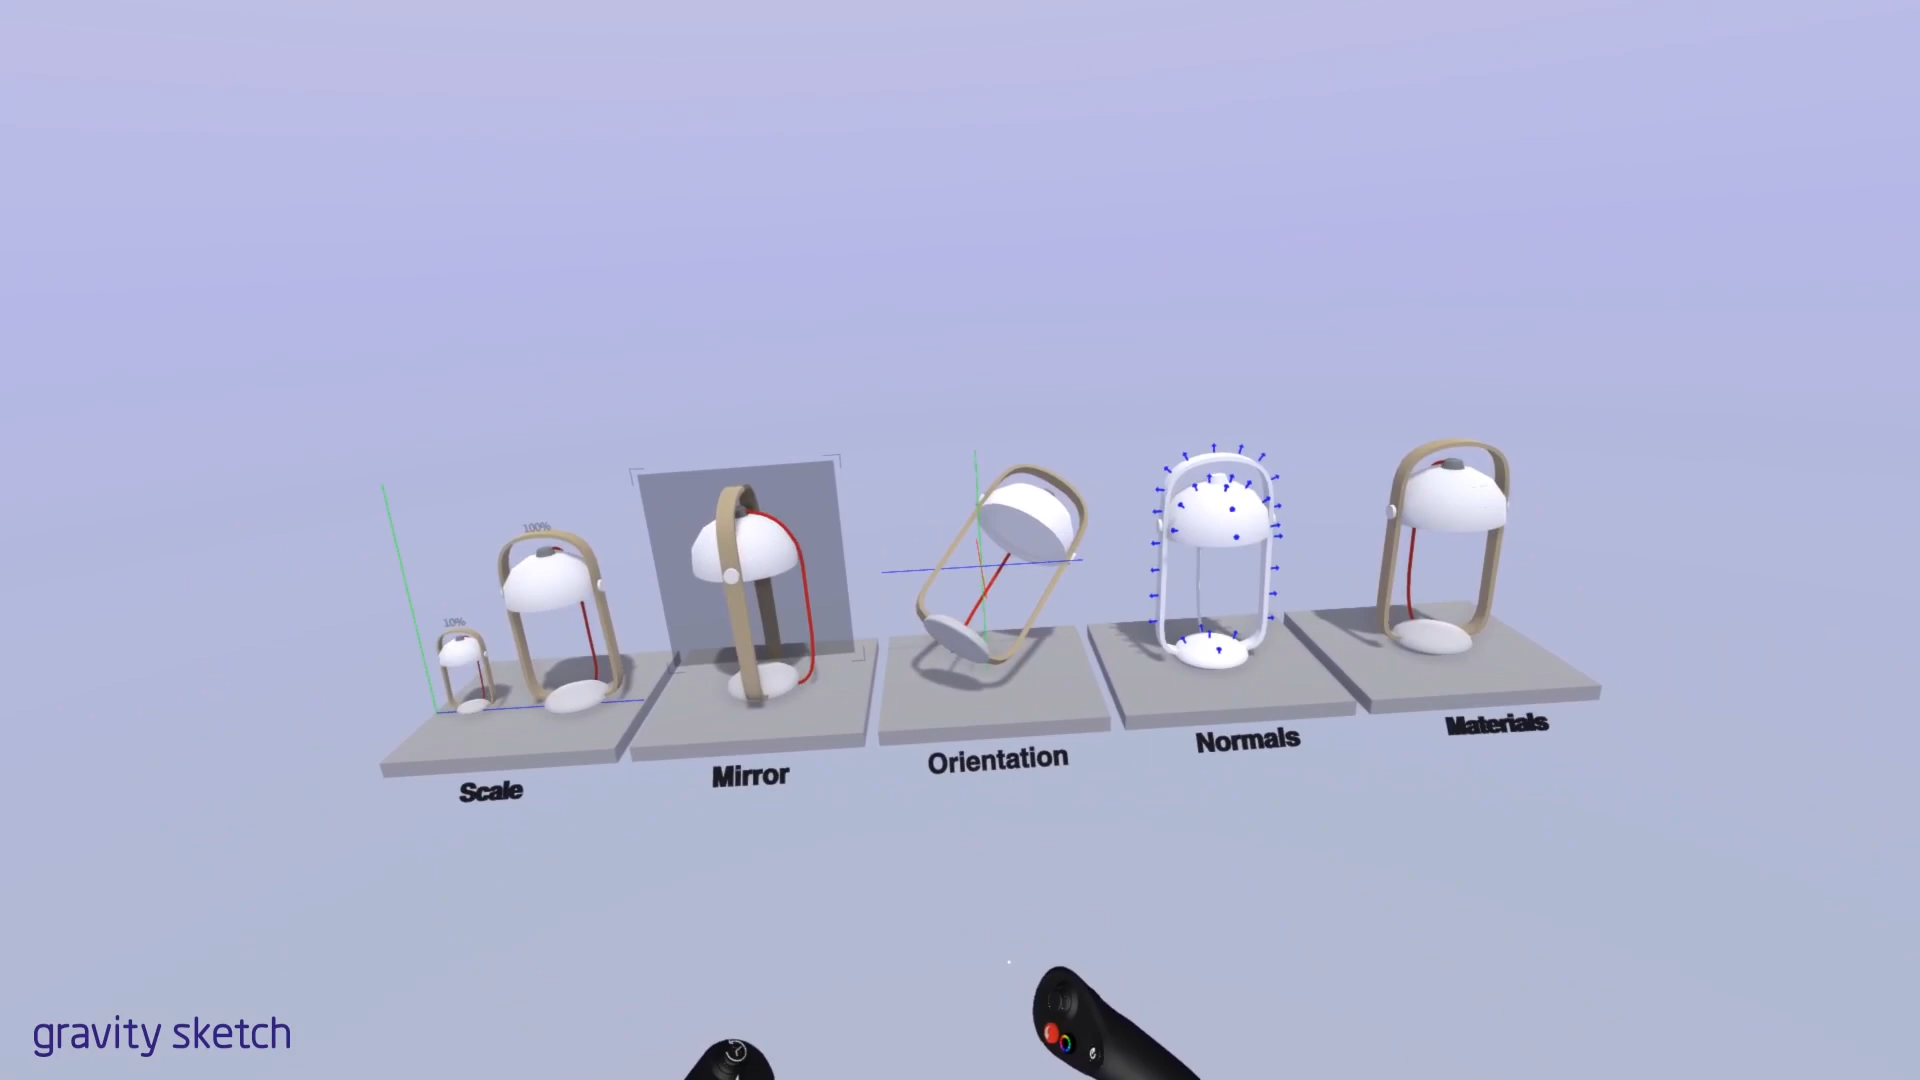 100%
10%
Scale
Mirror
Orientation
Normals
Materials
gravity sketch